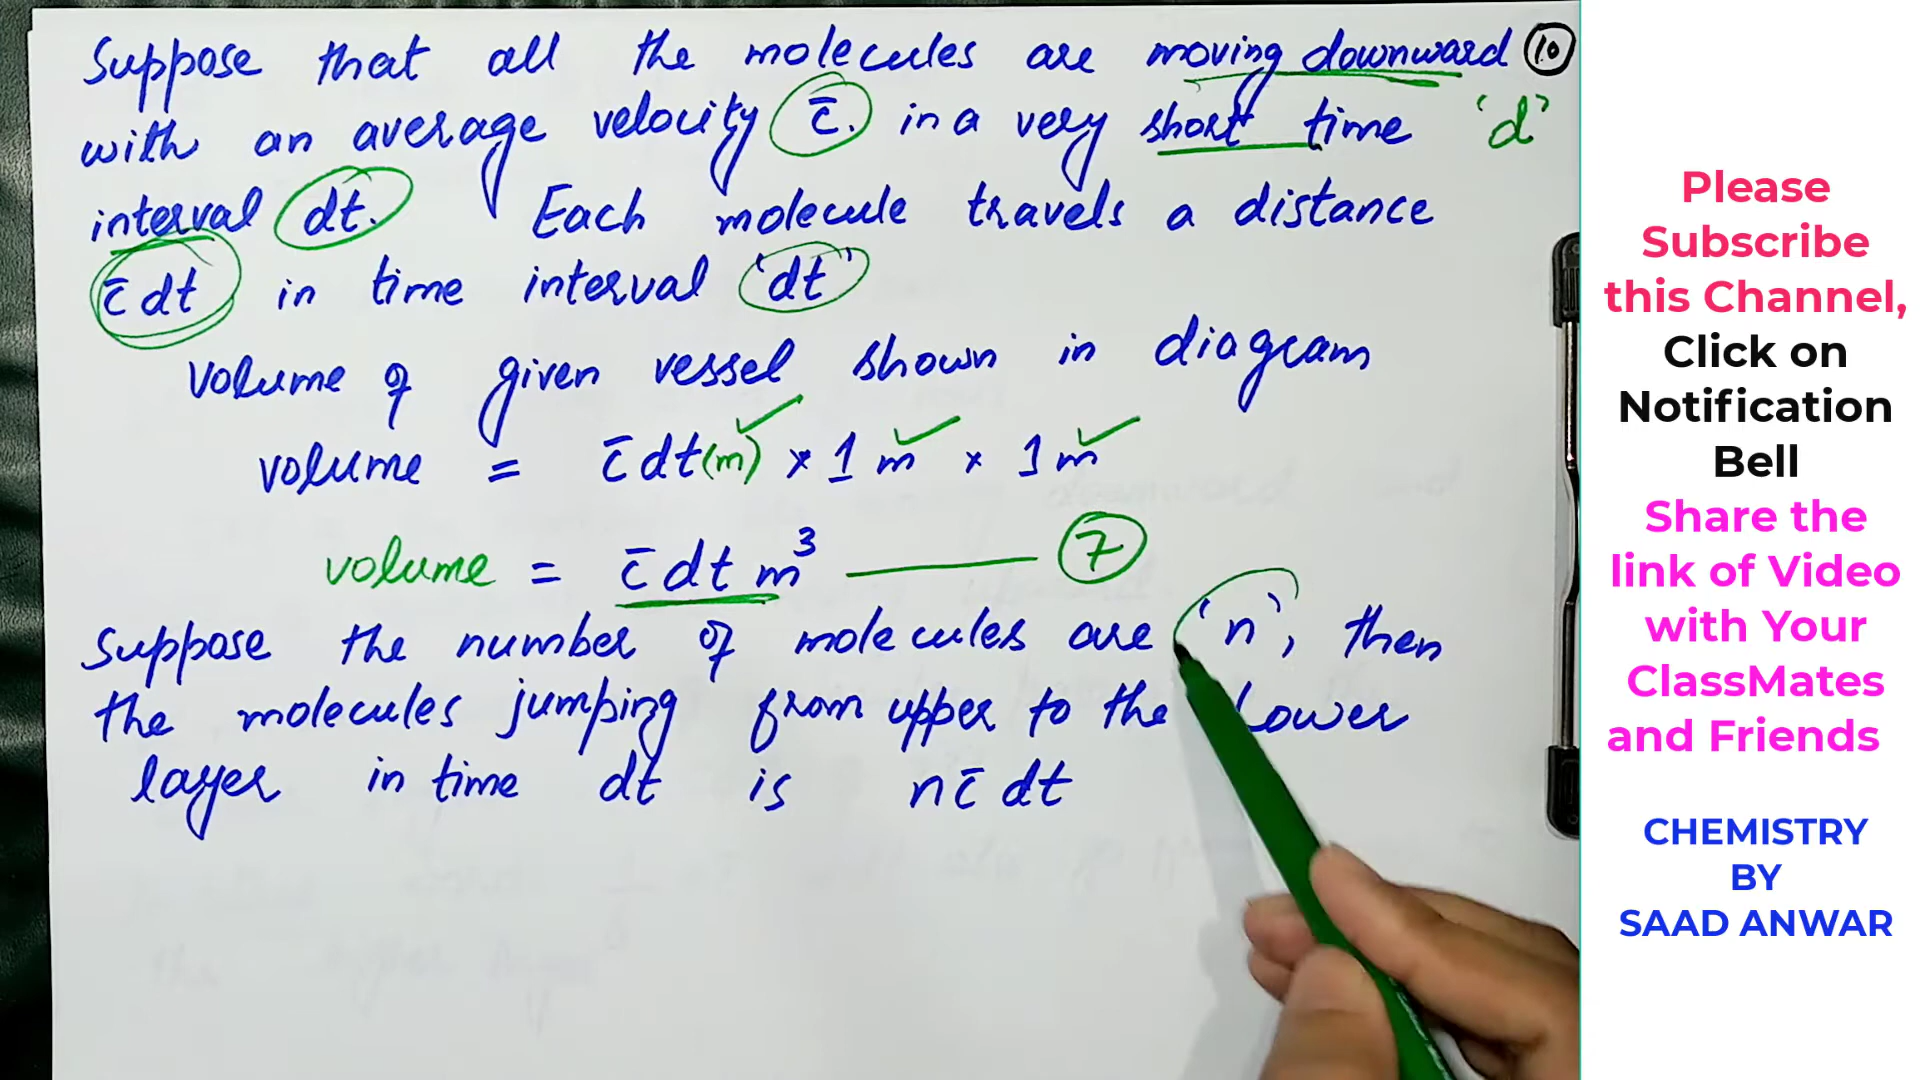 Suppose that all the molecules are moving downward 10
with an average velocity c̄. in a very short time 'd'
interval dt. Each molecule travels a distance
c̄ dt in time interval 'dt'
volume of given vessel shown in diagram
volume = c̄ dt(m) × 1 m × 1 m
volume = c̄ dt m³ ——— 7
Suppose the number of molecules are 'n', then
the molecules jumping from upper to the Lower
layer in time dt is n c̄ dt
Please
Subscribe
this Channel,
Click on
Notification
Bell
Share the
link of Video
with Your
ClassMates
and Friends
CHEMISTRY
BY
SAAD ANWAR